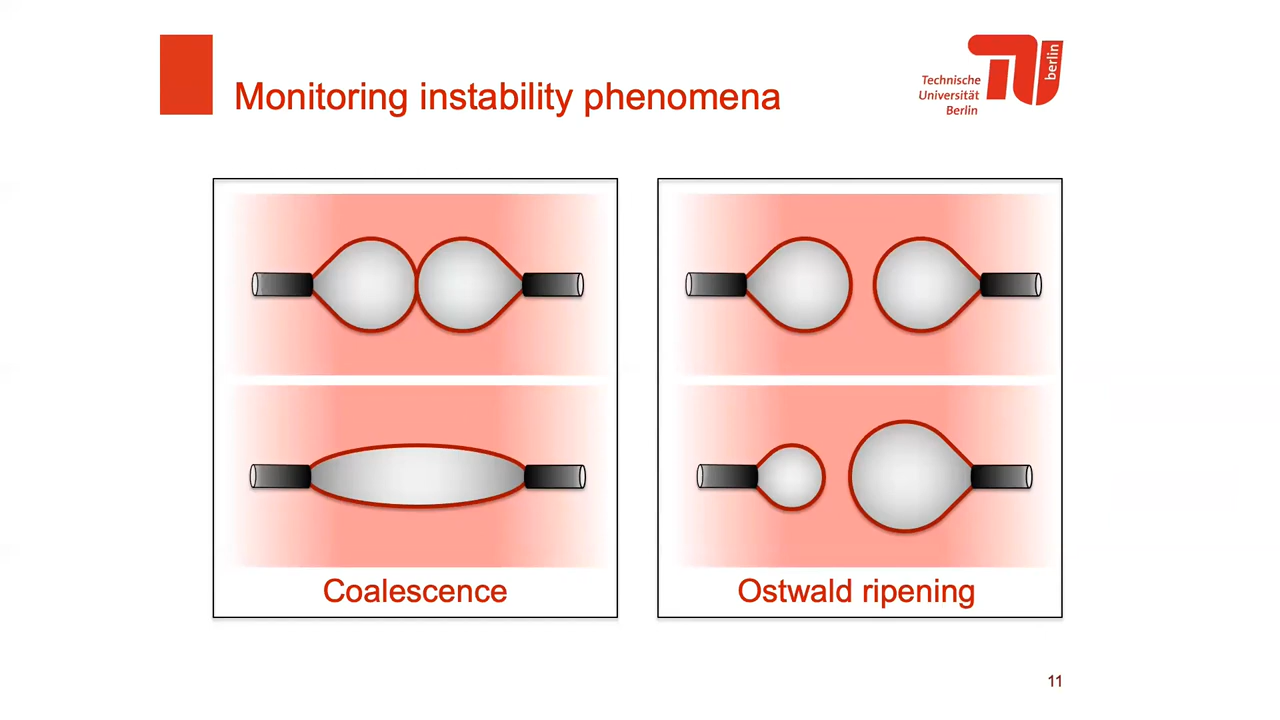 Monitoring instability phenomena
Technische
Universität
Berlin
berlin
Coalescence
Ostwald ripening
11